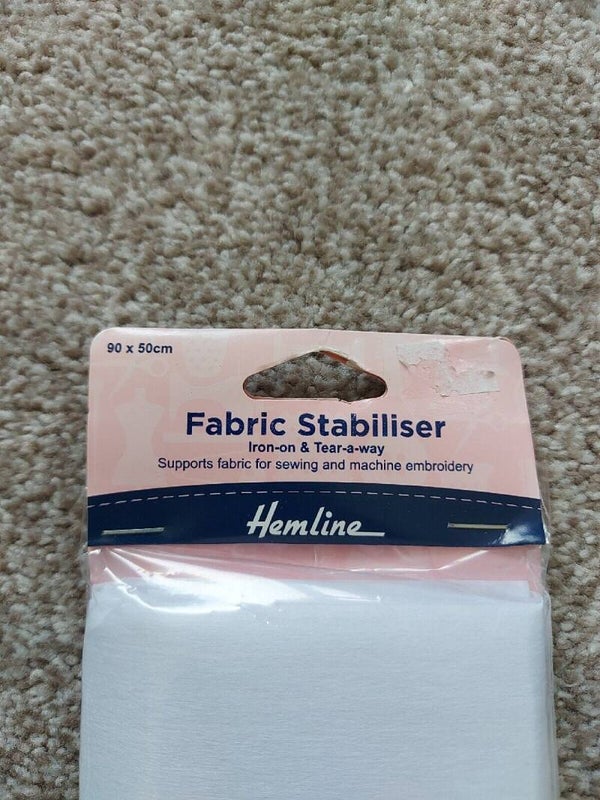 90 x 50cm
Fabric Stabiliser
Iron-on & Tear-a-way
Supports fabric for sewing and machine embroidery
Hemline